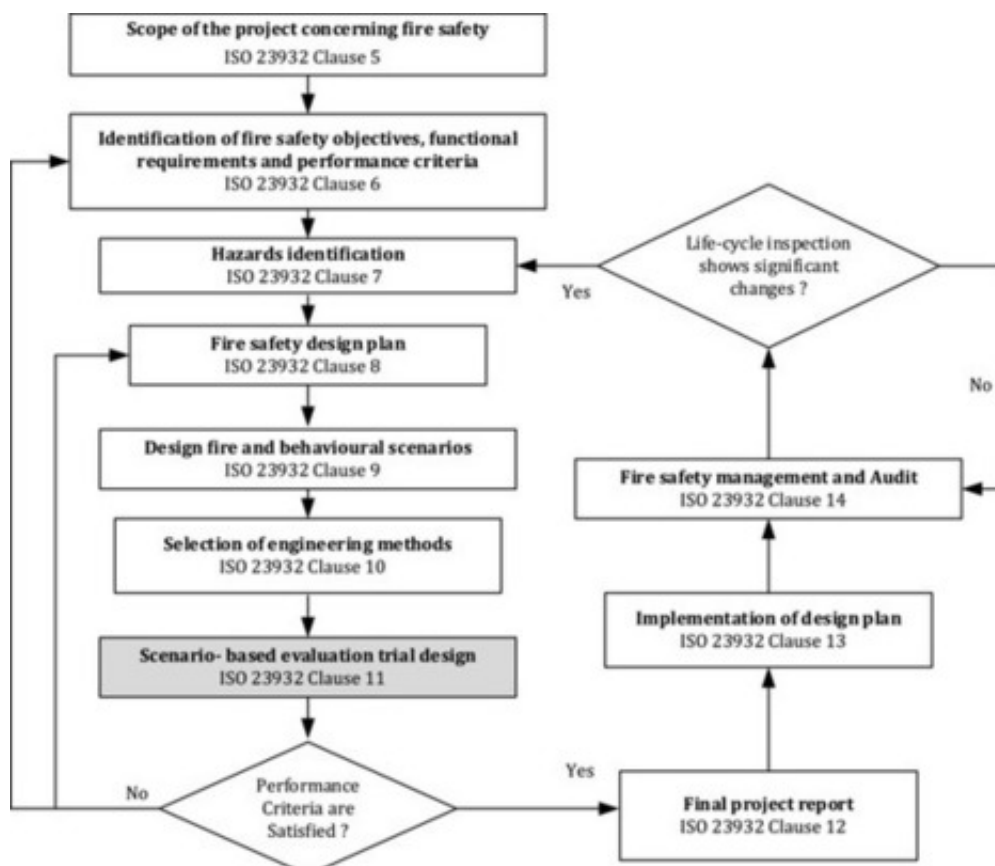 Scope of the project concerning fire safety
ISO 23932 Clause 5
Identification of fire safety objectives, functional
requirements and performance criteria
ISO 23932 Clause 6
Hazards identification
ISO 23932 Clause 7
Fire safety design plan
ISO 23932 Clause 8
Design fire and behavioural scenarios
ISO 23932 Clause 9
Selection of engineering methods
ISO 23932 Clause 10
Scenario- based evaluation trial design
ISO 23932 Clause 11
Performance
Criteria are
Satisfied ?
No
Yes
Final project report
ISO 23932 Clause 12
Implementation of design plan
ISO 23932 Clause 13
Fire safety management and Audit
ISO 23932 Clause 14
Life-cycle inspection
shows significant
changes ?
Yes
No